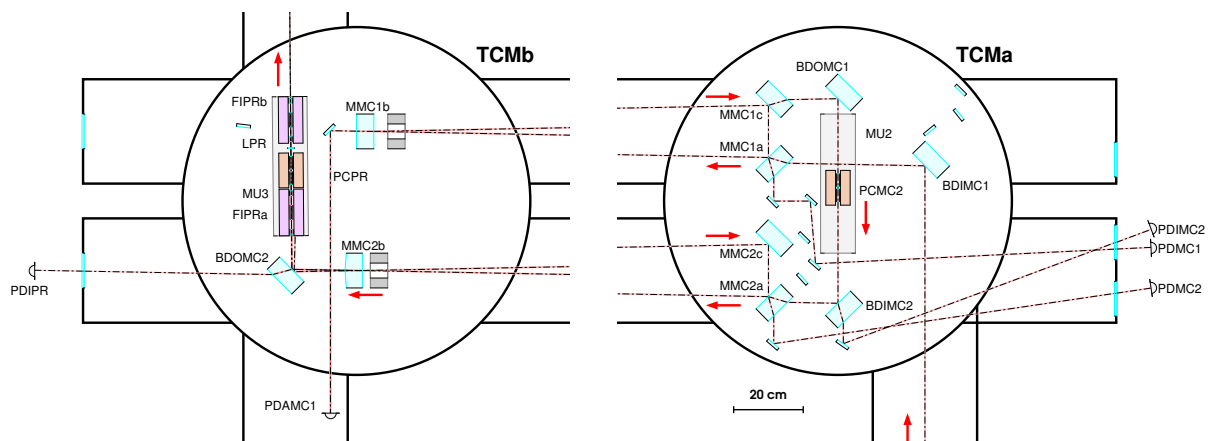 TCMb
FIPRb
MMC1b
LPR
PCPR
MU3
FIPRa
MMC2b
BDOMC2
PDIPR
PDAMC1
TCMa
BDOMC1
MMC1c
MU2
MMC1a
PCMC2
BDIMC1
MMC2c
PDIMC2
PDMC1
MMC2a
PDMC2
BDIMC2
20 cm